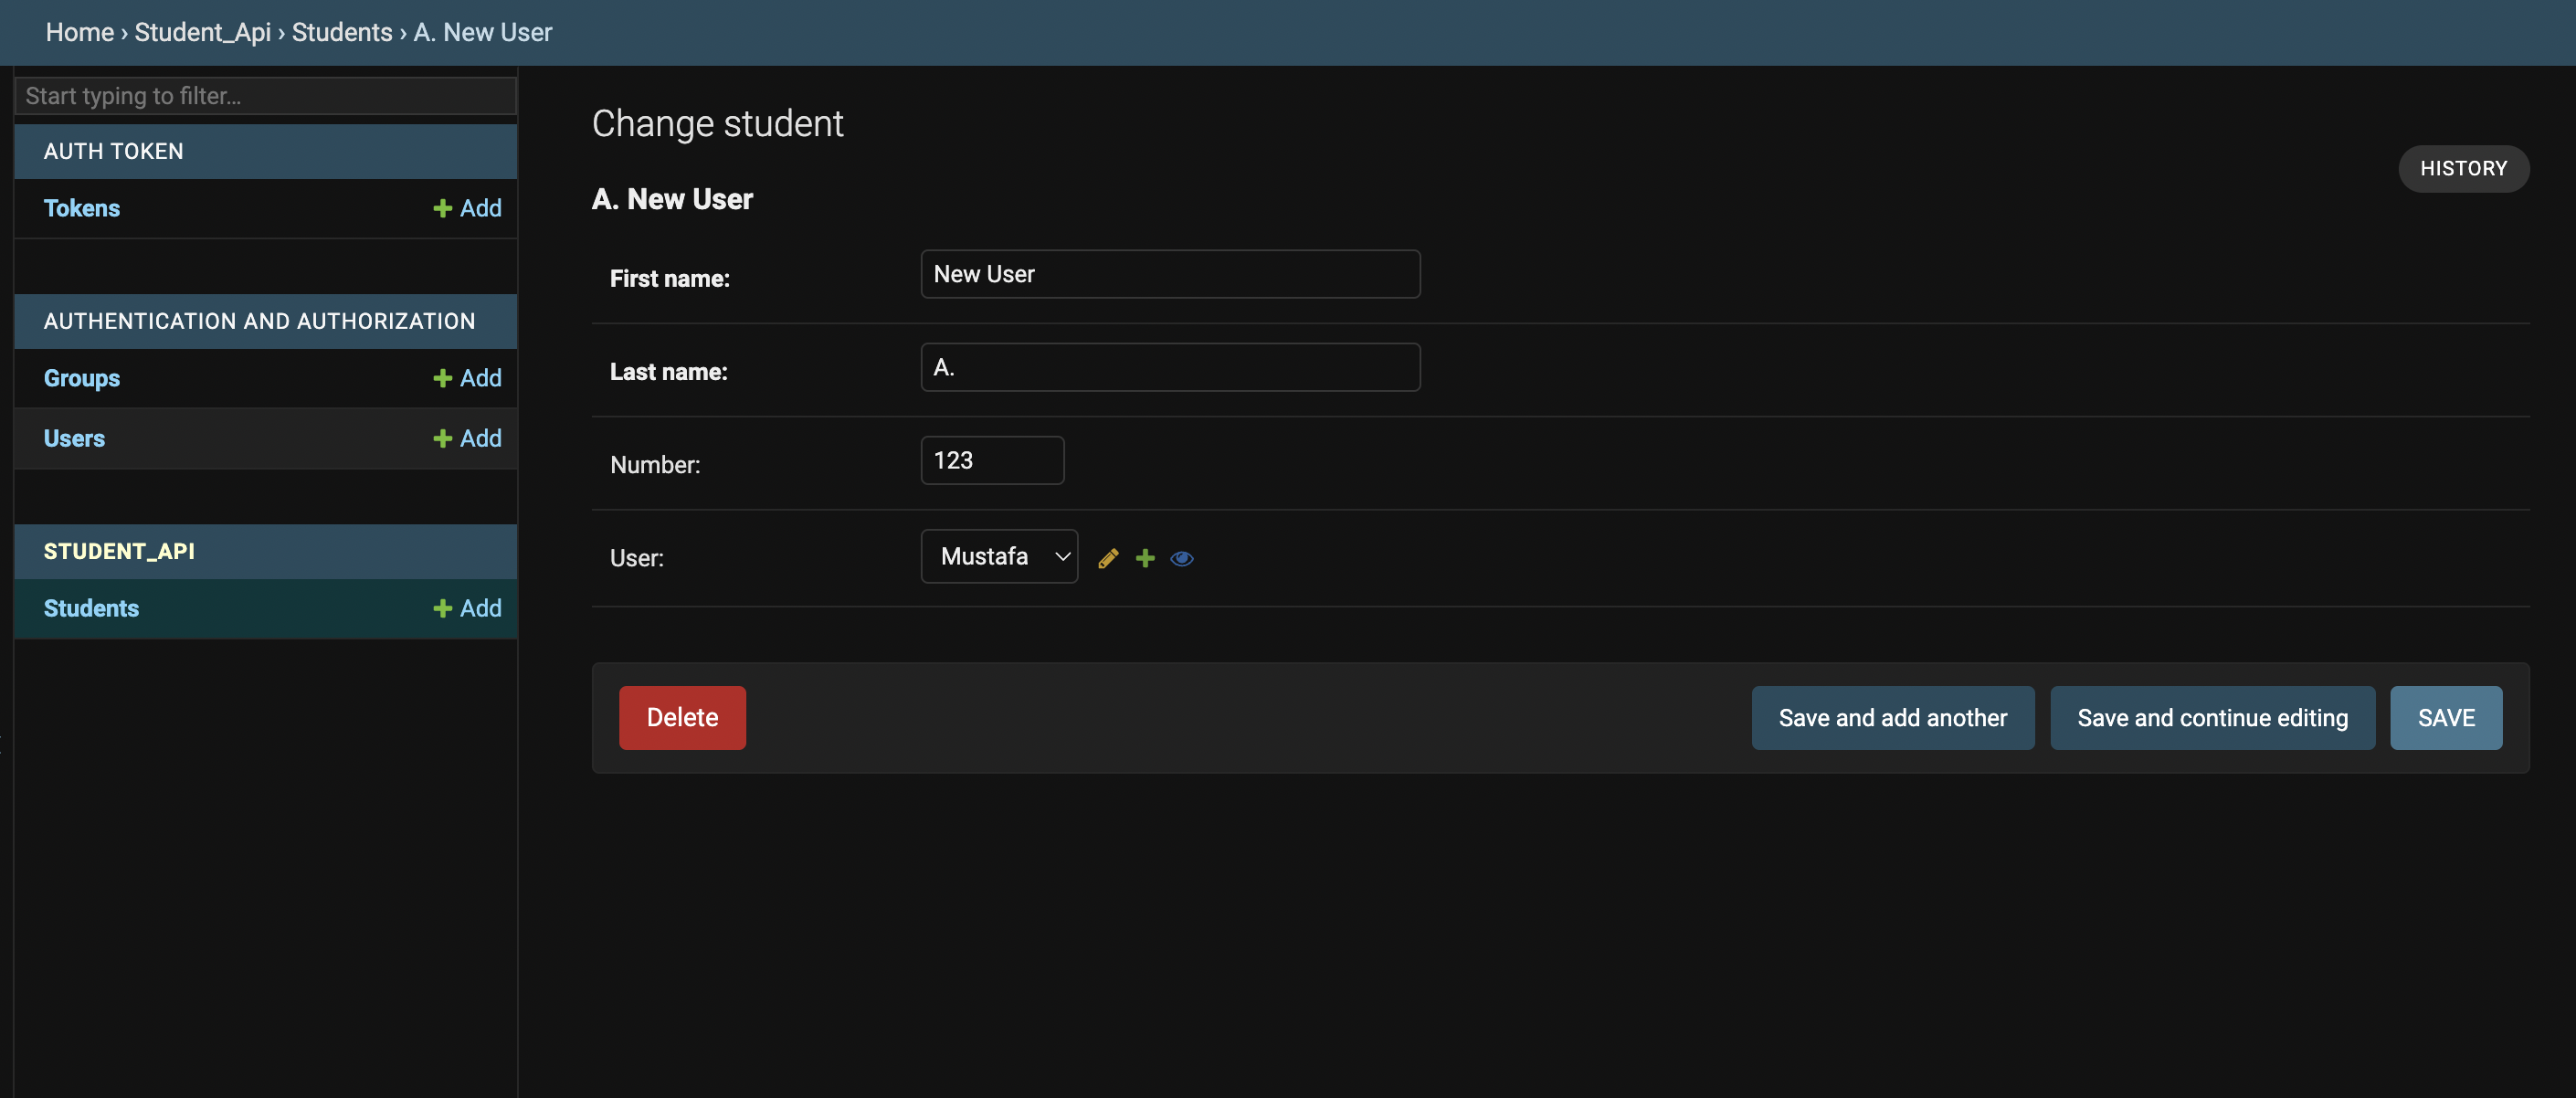 Home › Student_Api › Students › A. New User
Start typing to filter...
AUTH TOKEN
Tokens Add
AUTHENTICATION AND AUTHORIZATION
Groups Add
Users Add
STUDENT_API
Students Add
Change student
HISTORY
A. New User
First name: New User
Last name: A.
Number: 123
User: Mustafa
Delete Save and add another Save and continue editing SAVE